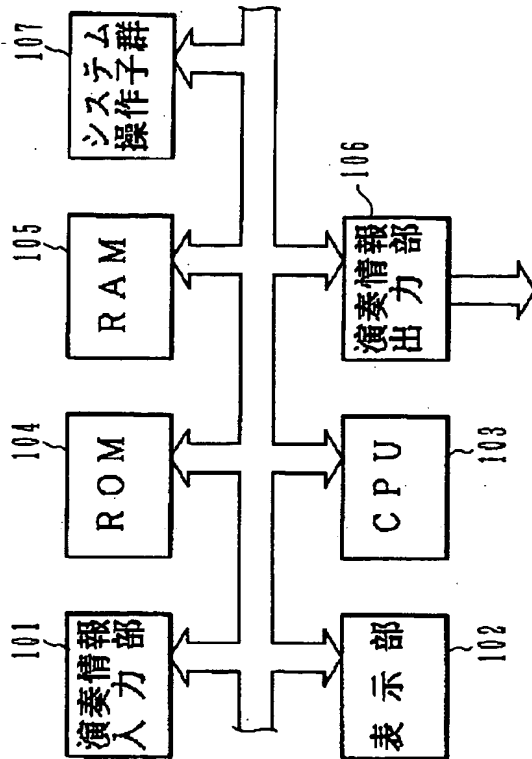 101
演奏情報
入力部
104
ROM
105
RAM
107
システム
操作子群
表示部
102
CPU
103
演奏情報
出力部
106